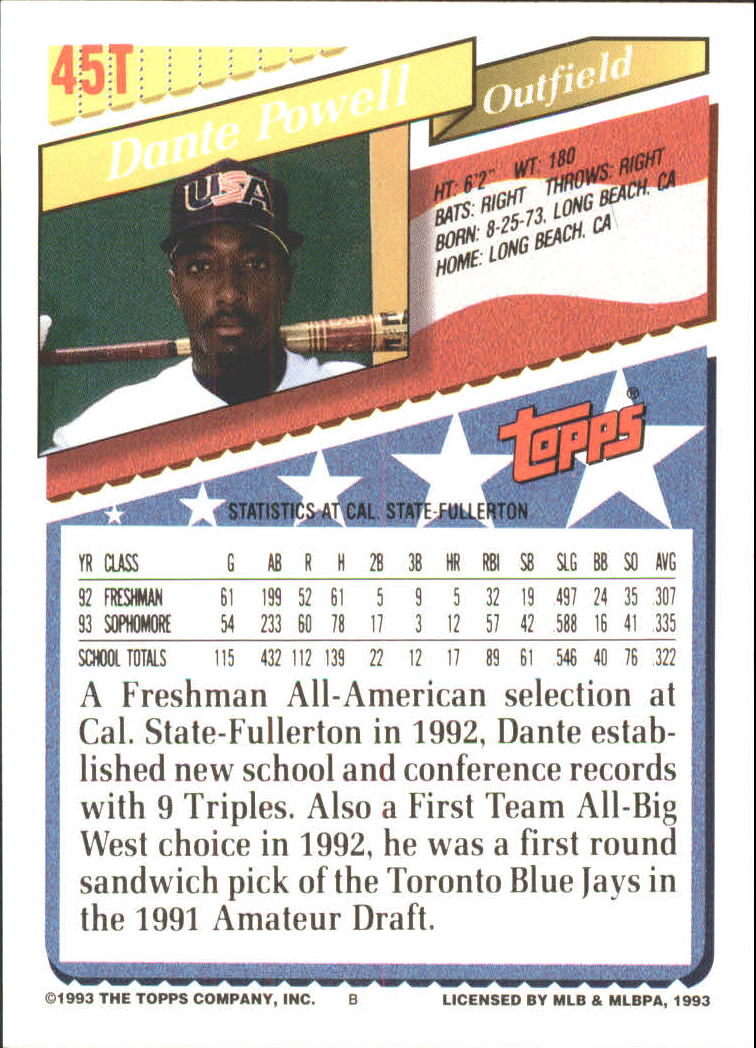 45T
Dante Powell
Outfield
USA
HT: 6'2" WT: 180
BATS: RIGHT THROWS: RIGHT
BORN: 8-25-73, LONG BEACH, CA
HOME: LONG BEACH, CA
topps®
STATISTICS AT CAL. STATE-FULLERTON
YR CLASS G AB R H 2B 3B HR RBI SB SLG BB SO AVG
92 FRESHMAN 61 199 52 61 5 9 5 32 19 .497 24 35 .307
93 SOPHOMORE 54 233 60 78 17 3 12 57 42 .588 16 41 .335
SCHOOL TOTALS 115 432 112 139 22 12 17 89 61 .546 40 76 .322
A Freshman All-American selection at
Cal. State-Fullerton in 1992, Dante estab-
lished new school and conference records
with 9 Triples. Also a First Team All-Big
West choice in 1992, he was a first round
sandwich pick of the Toronto Blue Jays in
the 1991 Amateur Draft.
©1993 THE TOPPS COMPANY, INC. B LICENSED BY MLB & MLBPA, 1993